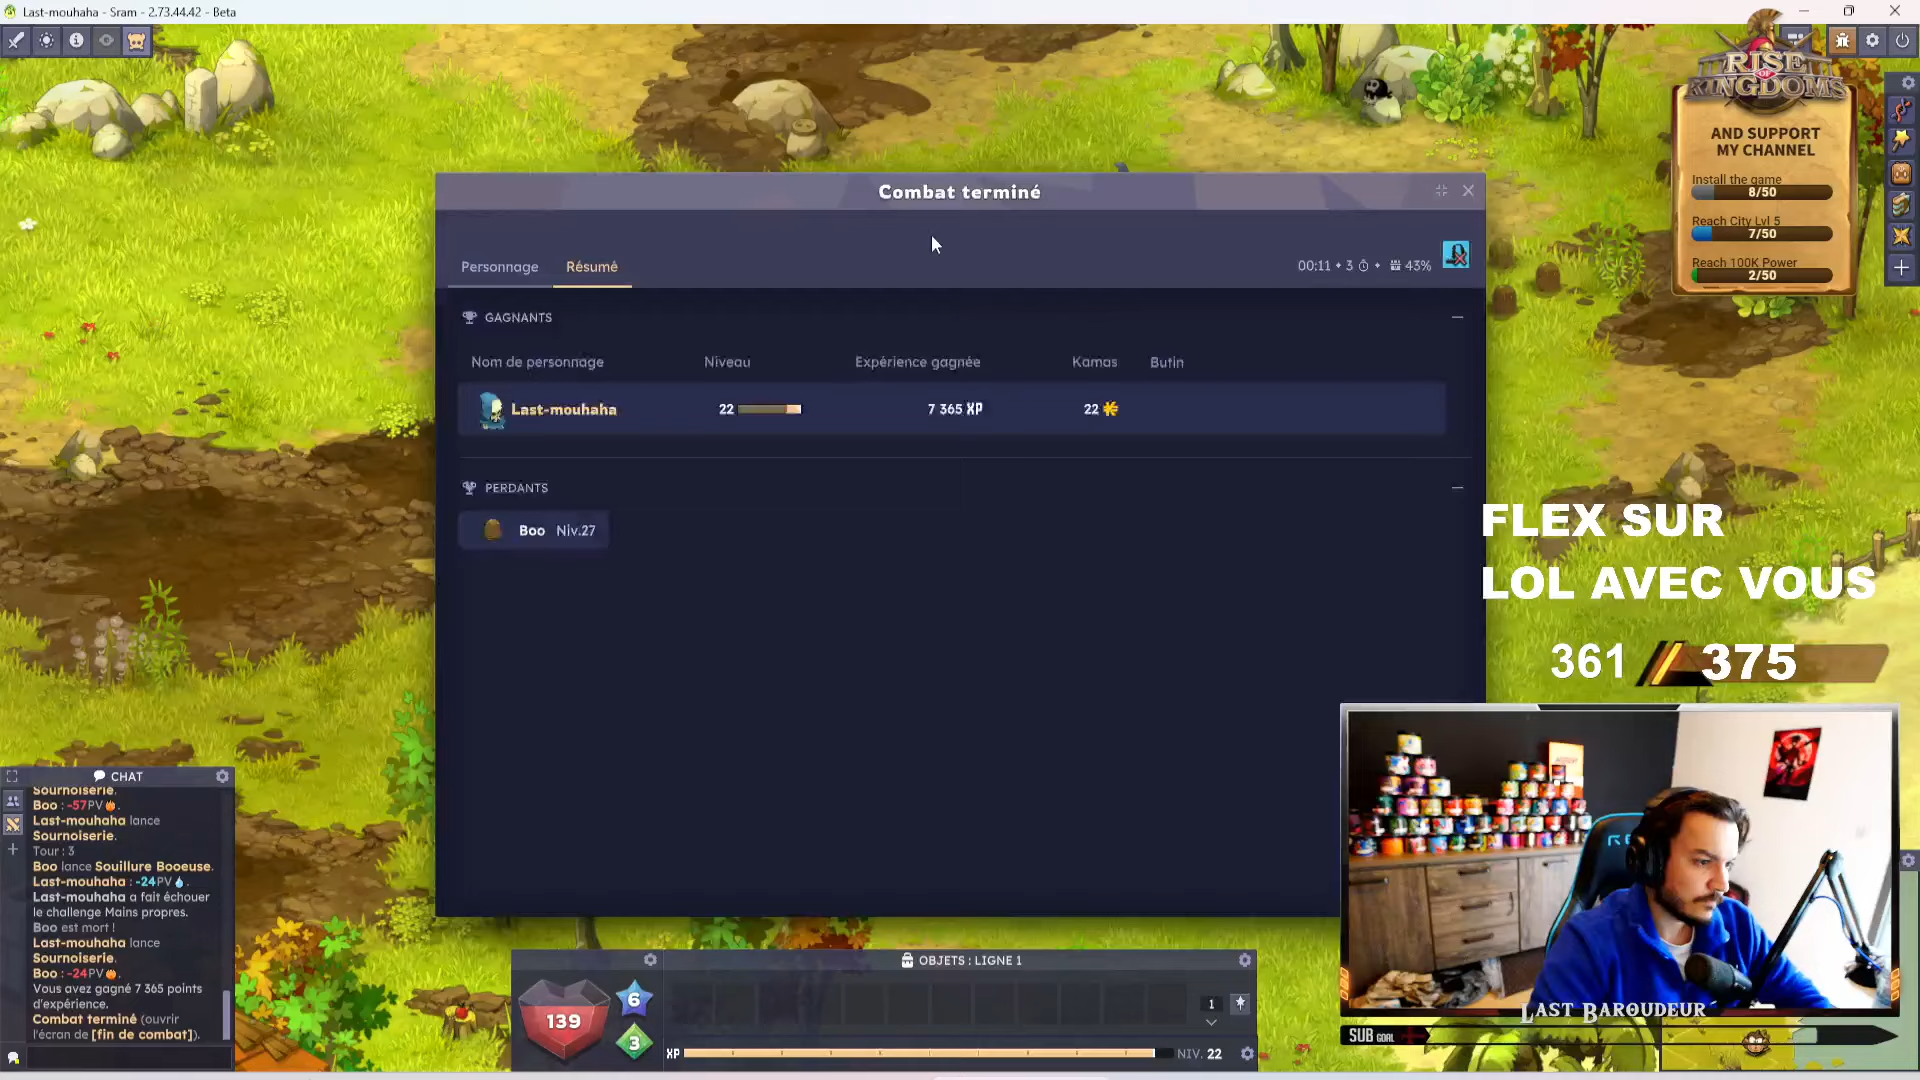 Last-mouhaha - Sram - 2.73.44.42 - Beta
RISE
OF
KINGDOMS
AND SUPPORT
MY CHANNEL
Install the game
8/50
Reach City Lvl 5
7/50
Reach 100K Power
2/50
Combat terminé
Personnage
Résumé
00:11 • 3 • 43%
GAGNANTS
Nom de personnage
Niveau
Expérience gagnée
Kamas
Butin
Last-mouhaha
22
7 365 XP
22
PERDANTS
Boo Niv.27
FLEX SUR
LOL AVEC VOUS
361
375
CHAT
Sournoiserie.
Boo : -57PV.
Last-mouhaha lance
Sournoiserie.
Tour : 3
Boo lance Souillure Booeuse.
Last-mouhaha : -24PV.
Last-mouhaha a fait échouer
le challenge Mains propres.
Boo est mort !
Last-mouhaha lance
Sournoiserie.
Boo : -24PV.
Vous avez gagné 7 365 points
d'expérience.
Combat terminé (ouvrir
l'écran de [fin de combat]).
OBJETS : LIGNE 1
139
6
3
1
XP
NIV. 22
LAST BAROUDEUR
SUB GOAL